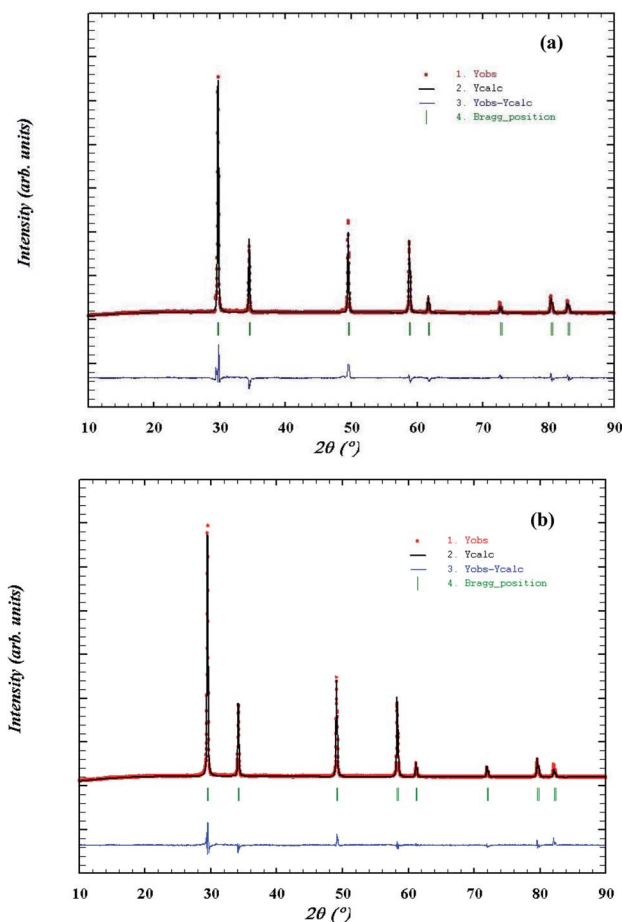 (a)
1. Yobs
2. Ycalc
3. Yobs-Ycalc
4. Bragg_position
Intensity (arb. units)
10 20 30 40 50 60 70 80 90
2θ (°)
(b)
1. Yobs
2. Ycalc
3. Yobs-Ycalc
4. Bragg_position
Intensity (arb. units)
10 20 30 40 50 60 70 80 90
2θ (°)